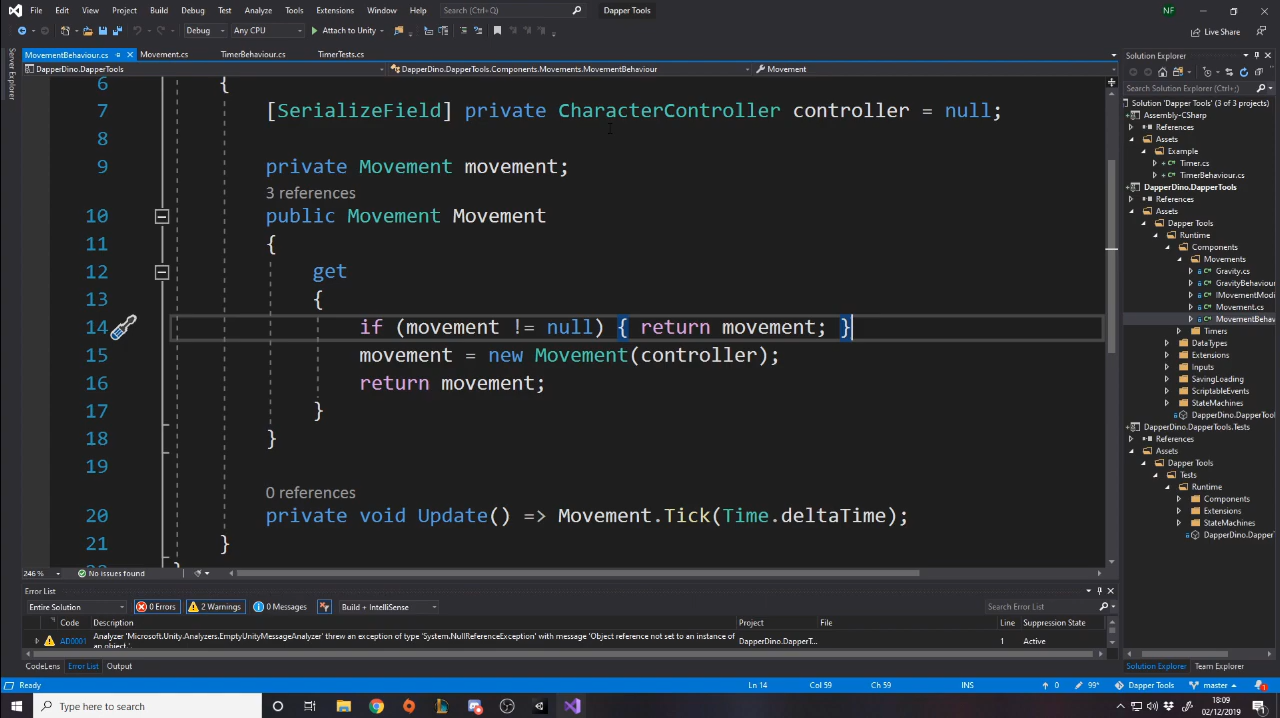 File Edit View Project Build Debug Test Analyze Tools Extensions Window Help Search (Ctrl+Q) Dapper Tools NF
Debug Any CPU Attach to Unity Live Share
Server Explorer
MovementBehaviour.cs Movement.cs TimerBehaviour.cs TimerTests.cs
DapperDino.DapperTools DapperDino.DapperTools.Components.Movements.MovementBehaviour Movement
6 {
7 [SerializeField] private CharacterController controller = null;
8
9 private Movement movement;
3 references
10 public Movement Movement
11 {
12 get
13 {
14 if (movement != null) { return movement; }
15 movement = new Movement(controller);
16 return movement;
17 }
18 }
19
0 references
20 private void Update() => Movement.Tick(Time.deltaTime);
21 }
246 % No issues found
Solution Explorer
Search Solution Explorer (Ctrl+;)
Solution 'Dapper Tools' (3 of 3 projects)
Assembly-CSharp
References
Assets
Example
Timer.cs
TimerBehaviour.cs
DapperDino.DapperTools
References
Assets
Dapper Tools
Runtime
Components
Movements
Gravity.cs
GravityBehaviou
IMovementModi
Movement.cs
MovementBehav
Timers
DataTypes
Extensions
Inputs
SavingLoading
ScriptableEvents
StateMachines
DapperDino.DapperTool
DapperDino.DapperTools.Tests
References
Assets
Dapper Tools
Tests
Runtime
Components
Extensions
StateMachines
DapperDino.Dapper
Solution Explorer Team Explorer
Error List
Entire Solution 0 Errors 2 Warnings 0 Messages Build + IntelliSense Search Error List
Code Description Project File Line Suppression State
AD0001 Analyzer 'Microsoft.Unity.Analyzers.EmptyUnityMessageAnalyzer' threw an exception of type 'System.NullReferenceException' with message 'Object reference not set to an instance of an object.'. DapperDino.DapperT... 1 Active
CodeLens Error List Output
Ready Ln 14 Col 59 Ch 59 INS 0 99* Dapper Tools master 1
Type here to search 18:09
02/12/2019